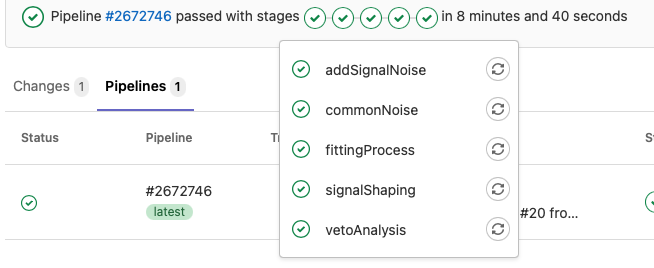 Pipeline #2672746 passed with stages in 8 minutes and 40 seconds
addSignalNoise
commonNoise
fittingProcess
signalShaping
vetoAnalysis
Changes 1 Pipelines 1
Status Pipeline
#2672746
latest
#20 fro...